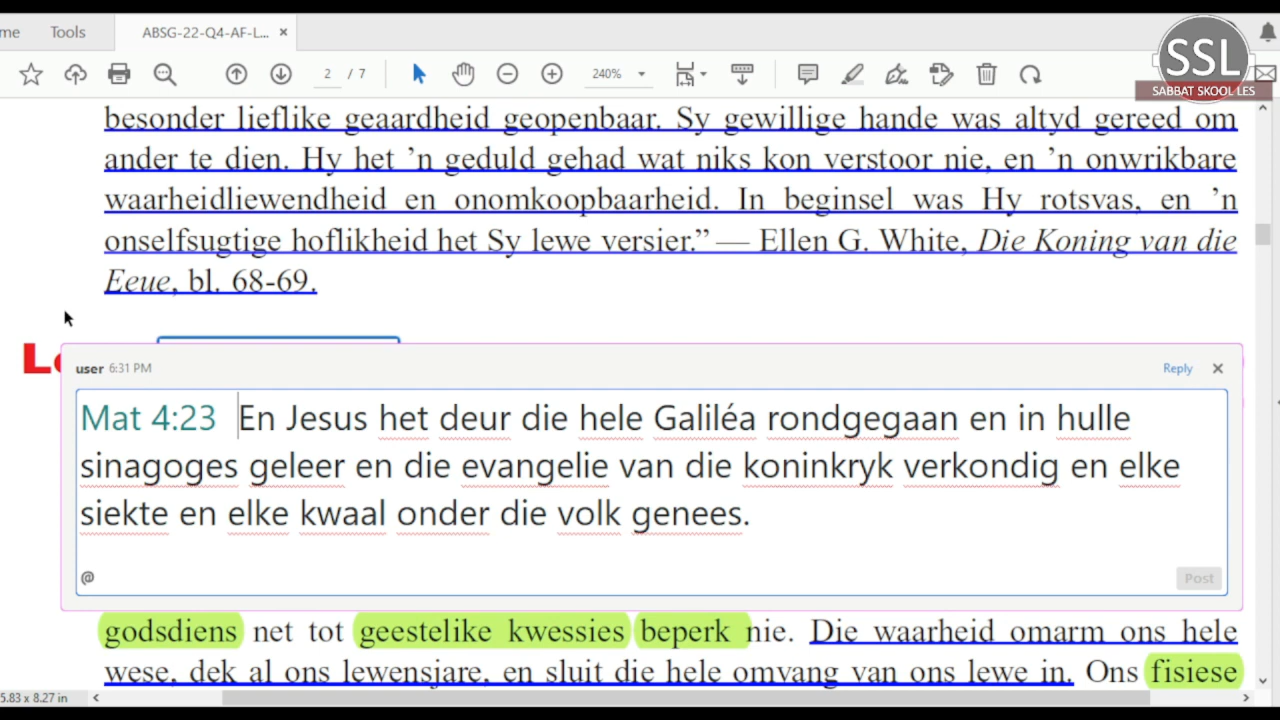 me
Tools
ABSG-22-Q4-AF-L...
2 / 7
240%
SSL
SABBAT SKOOL LES
besonder lieflike geaardheid geopenbaar. Sy gewillige hande was altyd gereed om
ander te dien. Hy het ’n geduld gehad wat niks kon verstoor nie, en ’n onwrikbare
waarheidliewendheid en onomkoopbaarheid. In beginsel was Hy rotsvas, en ’n
onselfsugtige hoflikheid het Sy lewe versier.” — Ellen G. White, Die Koning van die
Eeue, bl. 68-69.
user 6:31 PM
Reply
Mat 4:23 En Jesus het deur die hele Galiléa rondgegaan en in hulle
sinagoges geleer en die evangelie van die koninkryk verkondig en elke
siekte en elke kwaal onder die volk genees.
@
Post
godsdiens net tot geestelike kwessies beperk nie. Die waarheid omarm ons hele
wese, dek al ons lewensjare, en sluit die hele omvang van ons lewe in. Ons fisiese
5.83 x 8.27 in